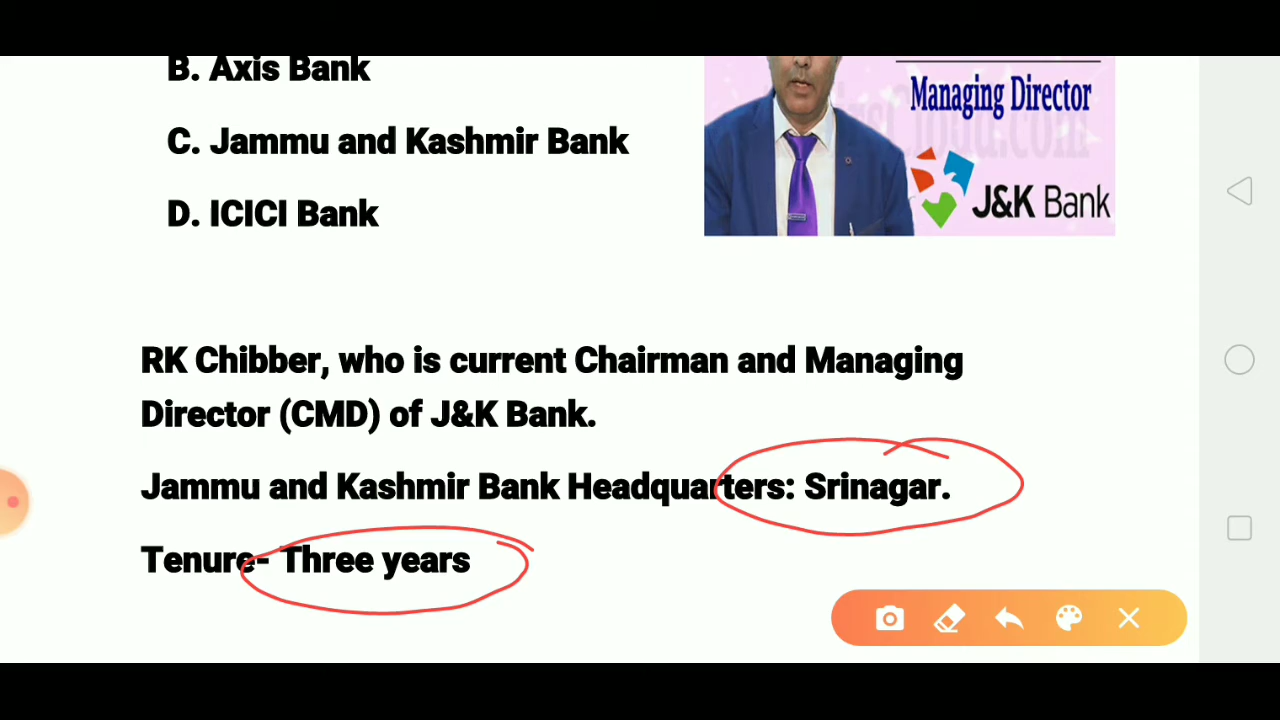 B. Axis Bank
Managing Director
C. Jammu and Kashmir Bank
J&K Bank
D. ICICI Bank
RK Chibber, who is current Chairman and Managing
Director (CMD) of J&K Bank.
Jammu and Kashmir Bank Headquarters: Srinagar.
Tenure- Three years